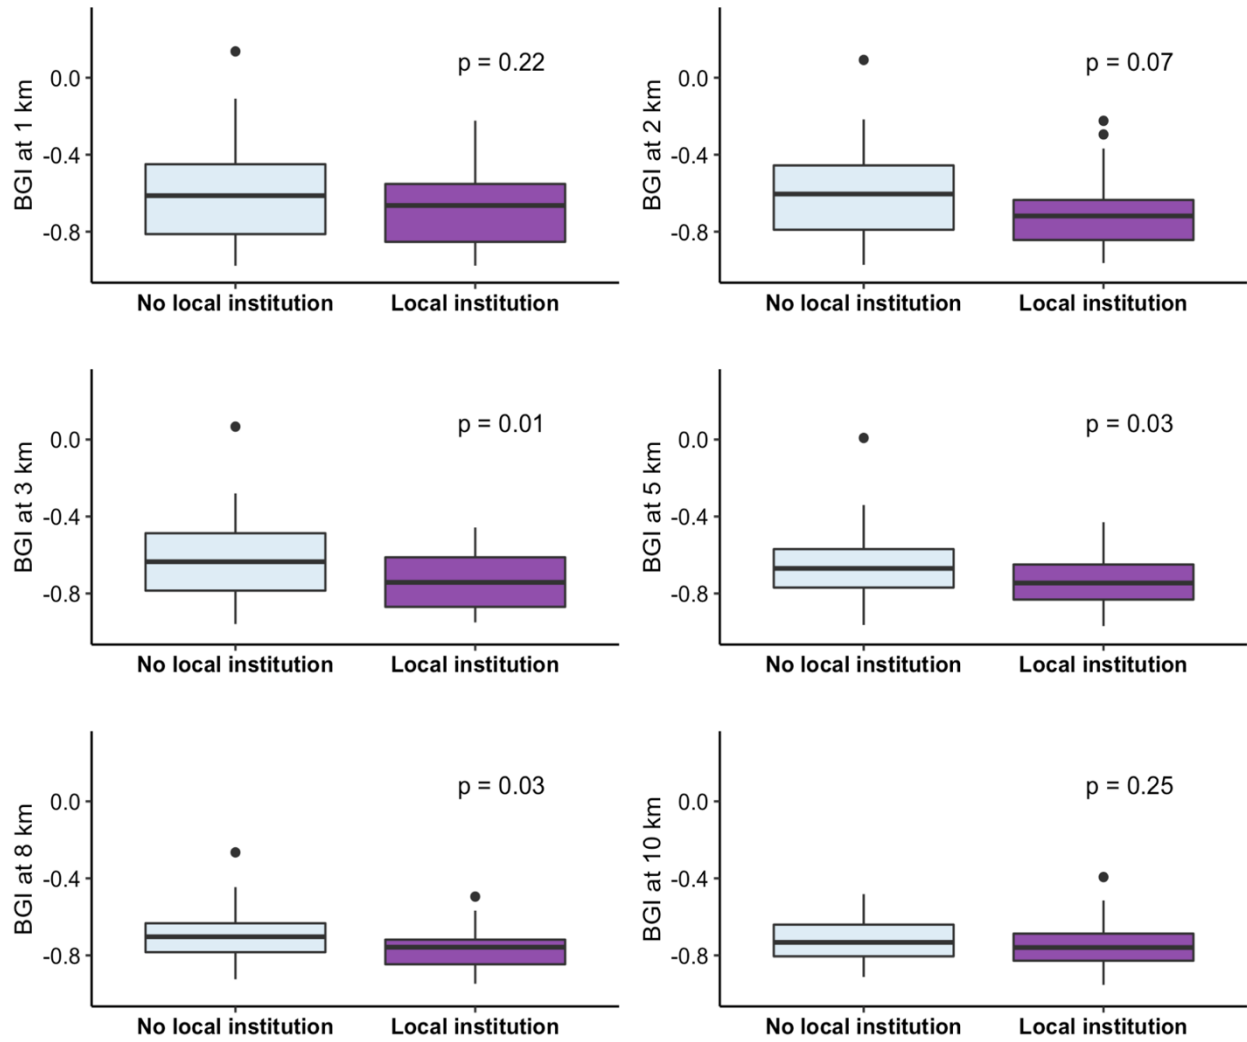 BGI at 1 km
0.0
-0.4
-0.8
p = 0.22
No local institution
Local institution
BGI at 2 km
0.0
-0.4
-0.8
p = 0.07
No local institution
Local institution
BGI at 3 km
0.0
-0.4
-0.8
p = 0.01
No local institution
Local institution
BGI at 5 km
0.0
-0.4
-0.8
p = 0.03
No local institution
Local institution
BGI at 8 km
0.0
-0.4
-0.8
p = 0.03
No local institution
Local institution
BGI at 10 km
0.0
-0.4
-0.8
p = 0.25
No local institution
Local institution